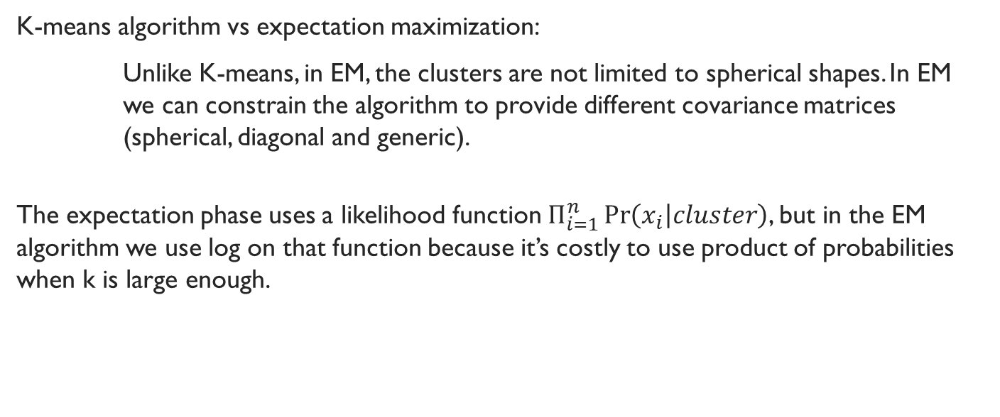 K-means algorithm vs expectation maximization:
Unlike K-means, in EM, the clusters are not limited to spherical shapes. In EM
we can constrain the algorithm to provide different covariance matrices
(spherical, diagonal and generic).
The expectation phase uses a likelihood function Π_{i=1}^{n} Pr(x_i|cluster), but in the EM
algorithm we use log on that function because it’s costly to use product of probabilities
when k is large enough.